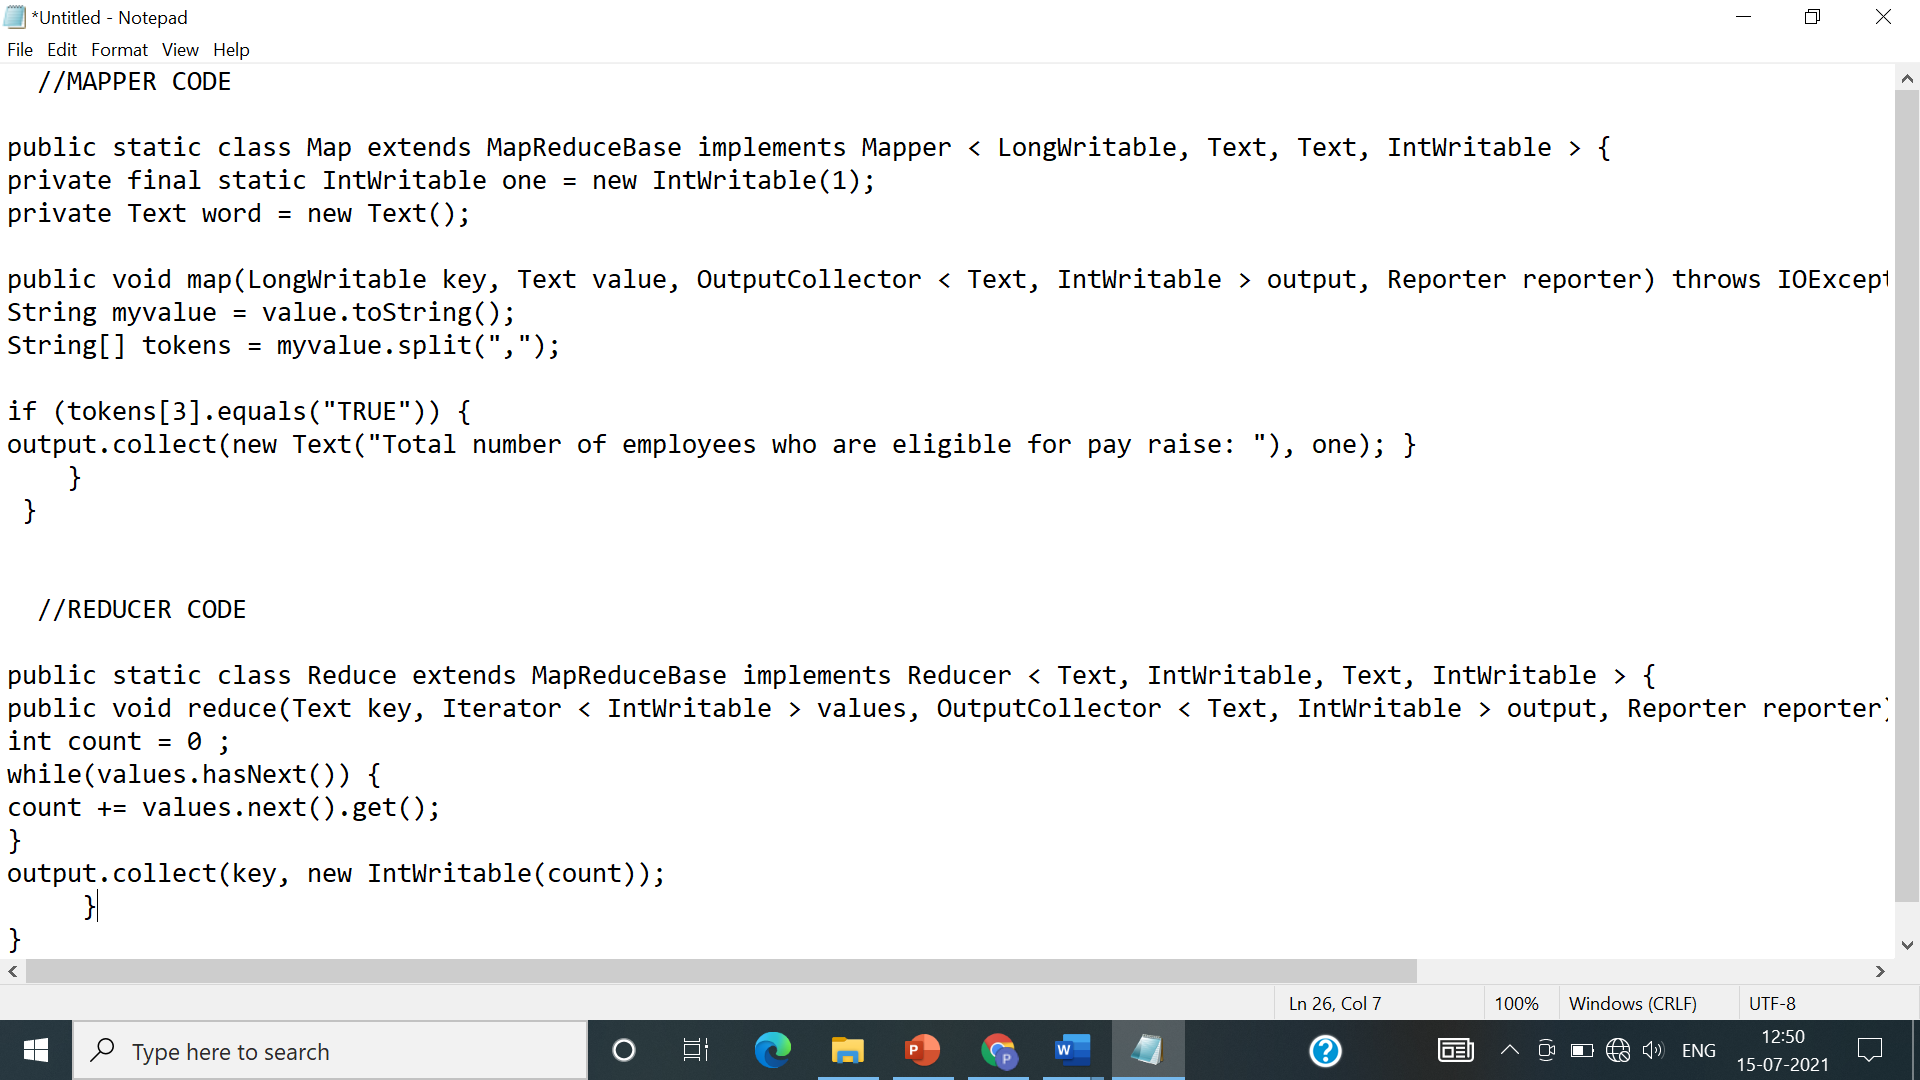 *Untitled - Notepad
File Edit Format View Help
//MAPPER CODE
public static class Map extends MapReduceBase implements Mapper < LongWritable, Text, Text, IntWritable > {
private final static IntWritable one = new IntWritable(1);
private Text word = new Text();
public void map(LongWritable key, Text value, OutputCollector < Text, IntWritable > output, Reporter reporter) throws IOExcept
String myvalue = value.toString();
String[] tokens = myvalue.split(",");
if (tokens[3].equals("TRUE")) {
output.collect(new Text("Total number of employees who are eligible for pay raise: "), one); }
}
}
//REDUCER CODE
public static class Reduce extends MapReduceBase implements Reducer < Text, IntWritable, Text, IntWritable > {
public void reduce(Text key, Iterator < IntWritable > values, OutputCollector < Text, IntWritable > output, Reporter reporter)
int count = 0 ;
while(values.hasNext()) {
count += values.next().get();
}
output.collect(key, new IntWritable(count));
}
}
Ln 26, Col 7 100% Windows (CRLF) UTF-8
Type here to search
P
P
W
?
ENG
12:50
15-07-2021